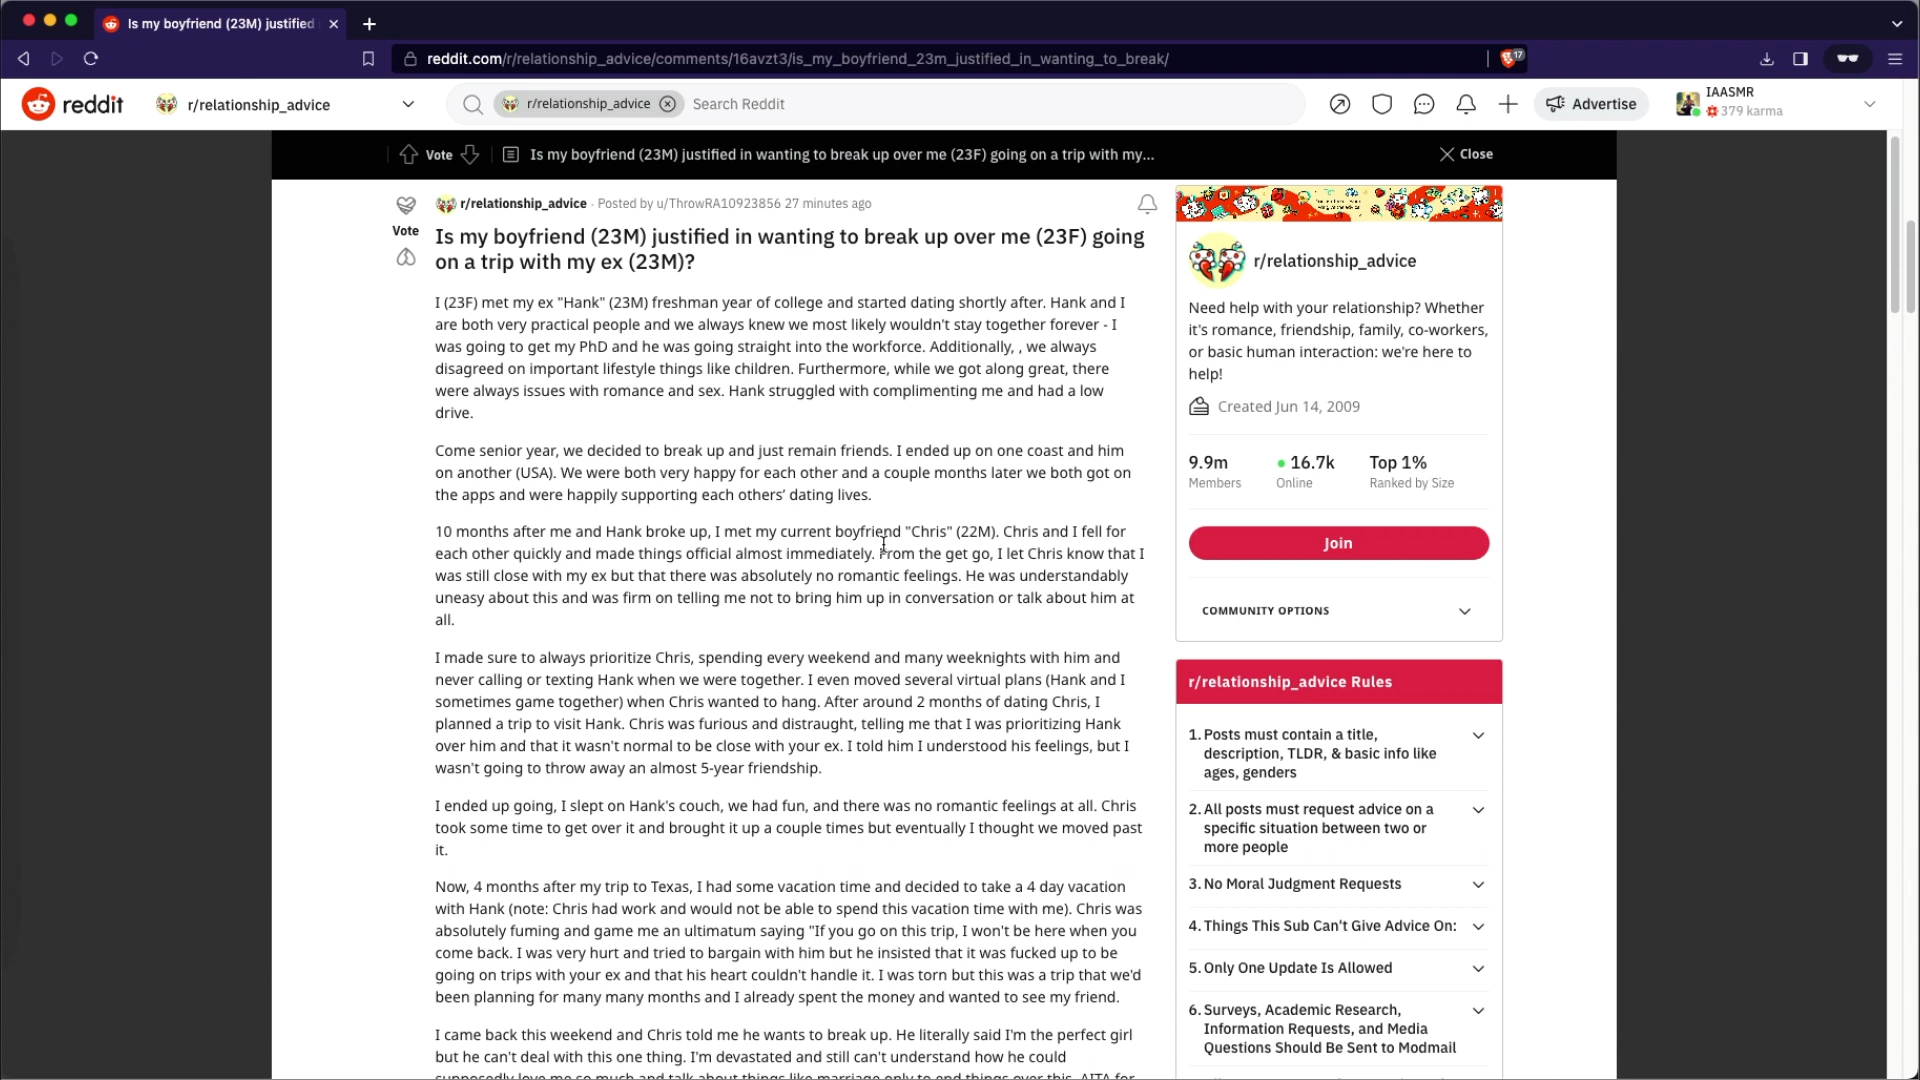 Is my boyfriend (23M) justified
reddit.com/r/relationship_advice/comments/16avzt3/is_my_boyfriend_23m_justified_in_wanting_to_break/
17
reddit
r/relationship_advice
r/relationship_advice
Search Reddit
Advertise
IAASMR
379 karma
Vote
Is my boyfriend (23M) justified in wanting to break up over me (23F) going on a trip with my...
Close
r/relationship_advice · Posted by u/ThrowRA10923856 27 minutes ago
Vote
Is my boyfriend (23M) justified in wanting to break up over me (23F) going
on a trip with my ex (23M)?
I (23F) met my ex "Hank" (23M) freshman year of college and started dating shortly after. Hank and I
are both very practical people and we always knew we most likely wouldn't stay together forever - I
was going to get my PhD and he was going straight into the workforce. Additionally, , we always
disagreed on important lifestyle things like children. Furthermore, while we got along great, there
were always issues with romance and sex. Hank struggled with complimenting me and had a low
drive.
Come senior year, we decided to break up and just remain friends. I ended up on one coast and him
on another (USA). We were both very happy for each other and a couple months later we both got on
the apps and were happily supporting each others’ dating lives.
10 months after me and Hank broke up, I met my current boyfriend "Chris" (22M). Chris and I fell for
each other quickly and made things official almost immediately. From the get go, I let Chris know that I
was still close with my ex but that there was absolutely no romantic feelings. He was understandably
uneasy about this and was firm on telling me not to bring him up in conversation or talk about him at
all.
I made sure to always prioritize Chris, spending every weekend and many weeknights with him and
never calling or texting Hank when we were together. I even moved several virtual plans (Hank and I
sometimes game together) when Chris wanted to hang. After around 2 months of dating Chris, I
planned a trip to visit Hank. Chris was furious and distraught, telling me that I was prioritizing Hank
over him and that it wasn't normal to be close with your ex. I told him I understood his feelings, but I
wasn't going to throw away an almost 5-year friendship.
I ended up going, I slept on Hank's couch, we had fun, and there was no romantic feelings at all. Chris
took some time to get over it and brought it up a couple times but eventually I thought we moved past
it.
Now, 4 months after my trip to Texas, I had some vacation time and decided to take a 4 day vacation
with Hank (note: Chris had work and would not be able to spend this vacation time with me). Chris was
absolutely fuming and game me an ultimatum saying "If you go on this trip, I won't be here when you
come back. I was very hurt and tried to bargain with him but he insisted that it was fucked up to be
going on trips with your ex and that his heart couldn't handle it. I was torn but this was a trip that we'd
been planning for many many months and I already spent the money and wanted to see my friend.
I came back this weekend and Chris told me he wants to break up. He literally said I'm the perfect girl
but he can't deal with this one thing. I'm devastated and still can't understand how he could
supposedly love me so much and talk about things like marriage only to end things over this. AITA for
r/relationship_advice
Need help with your relationship? Whether
it's romance, friendship, family, co-workers,
or basic human interaction: we're here to
help!
Created Jun 14, 2009
9.9m 16.7k Top 1%
Members Online Ranked by Size
Join
COMMUNITY OPTIONS
r/relationship_advice Rules
1. Posts must contain a title,
description, TLDR, & basic info like
ages, genders
2. All posts must request advice on a
specific situation between two or
more people
3. No Moral Judgment Requests
4. Things This Sub Can't Give Advice On:
5. Only One Update Is Allowed
6. Surveys, Academic Research,
Information Requests, and Media
Questions Should Be Sent to Modmail